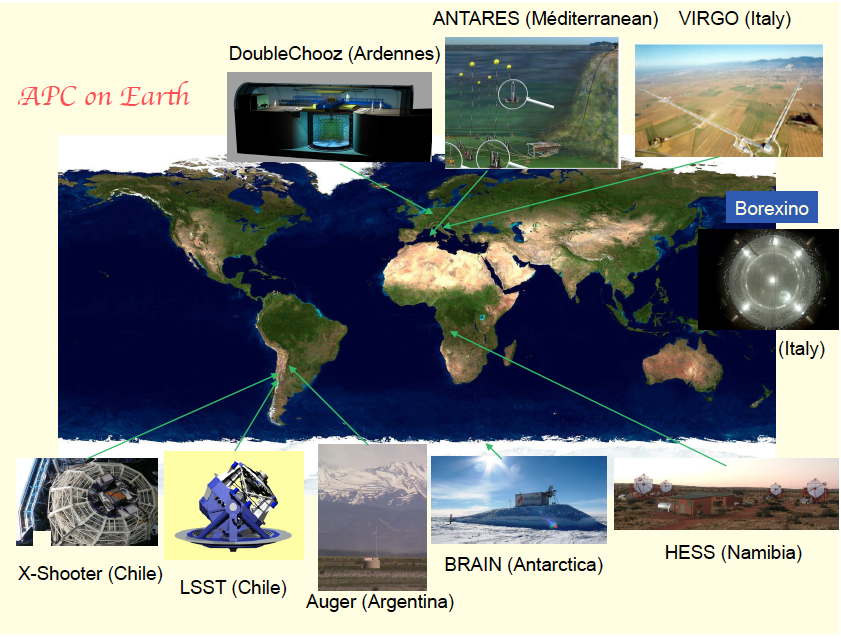 ANTARES (Méditerranean)
VIRGO (Italy)
DoubleChooz (Ardennes)
APC on Earth
Borexino
(Italy)
HESS (Namibia)
BRAIN (Antarctica)
X-Shooter (Chile)
LSST (Chile)
Auger (Argentina)